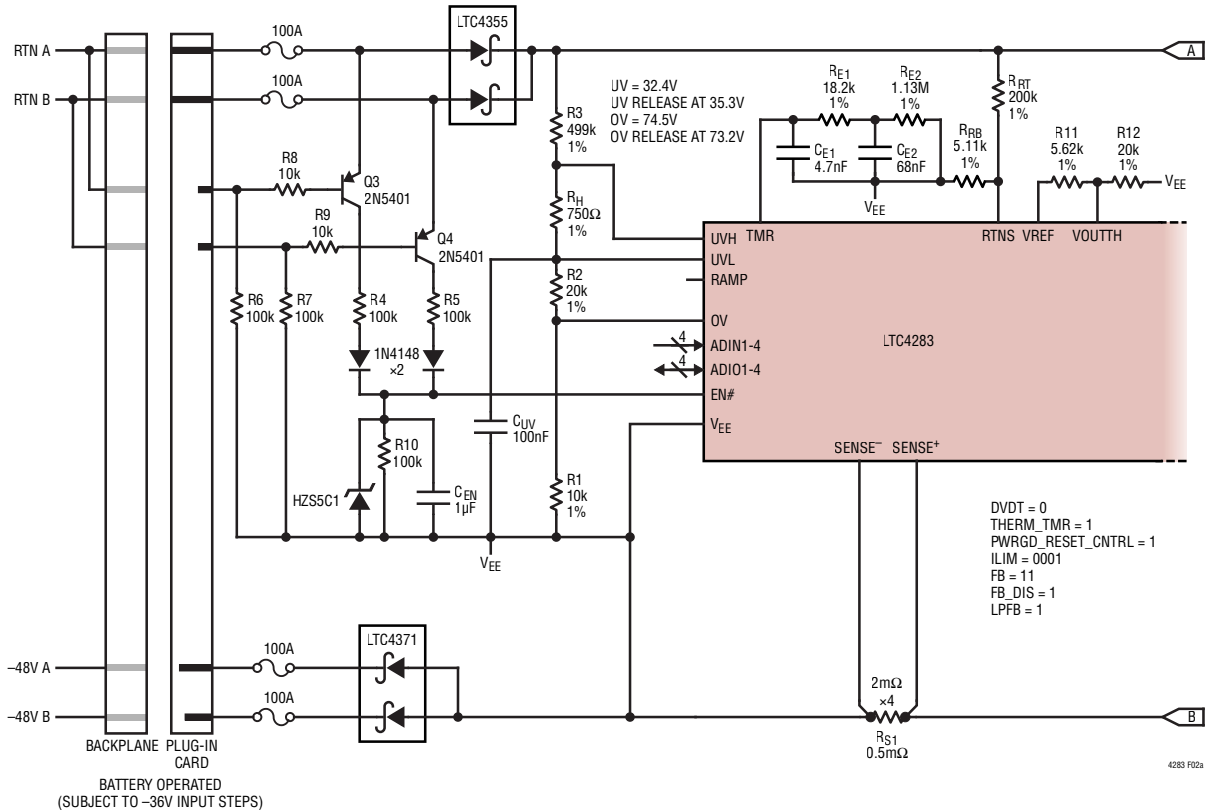 RTN A
RTN B
100A
100A
LTC4355
A
UV = 32.4V
UV RELEASE AT 35.3V
OV = 74.5V
OV RELEASE AT 73.2V
R3
499k
1%
RE1
18.2k
1%
RE2
1.13M
1%
CE1
4.7nF
CE2
68nF
VEE
RRT
200k
1%
RRB
5.11k
1%
R11
5.62k
1%
R12
20k
1%
VEE
R8
10k
Q3
2N5401
R9
10k
Q4
2N5401
RH
750Ω
1%
R2
20k
1%
R6
100k
R7
100k
R4
100k
R5
100k
1N4148
×2
TMR
RTNS
VREF
VOUTTH
UVH
UVL
RAMP
OV
4
ADIN1-4
4
ADIO1-4
EN#
VEE
LTC4283
SENSE–
SENSE+
R10
100k
HZS5C1
CEN
1µF
CUV
100nF
R1
10k
1%
VEE
DVDT = 0
THERM_TMR = 1
PWRGD_RESET_CNTRL = 1
ILIM = 0001
FB = 11
FB_DIS = 1
LPFB = 1
–48V A
–48V B
100A
100A
LTC4371
2mΩ
×4
RS1
0.5mΩ
B
BACKPLANE
PLUG-IN
CARD
BATTERY OPERATED
(SUBJECT TO –36V INPUT STEPS)
4283 F02a